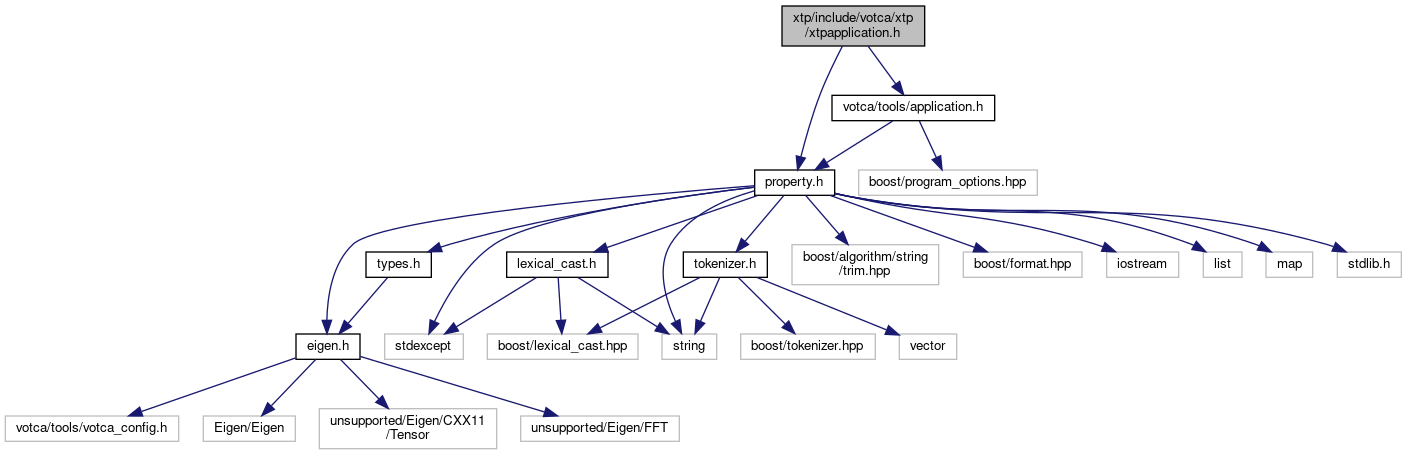 xtp/include/votca/xtp
/xtpapplication.h
votca/tools/application.h
property.h
boost/program_options.hpp
types.h
lexical_cast.h
tokenizer.h
boost/algorithm/string
/trim.hpp
boost/format.hpp
iostream
list
map
stdlib.h
eigen.h
stdexcept
boost/lexical_cast.hpp
string
boost/tokenizer.hpp
vector
votca/tools/votca_config.h
Eigen/Eigen
unsupported/Eigen/CXX11
/Tensor
unsupported/Eigen/FFT